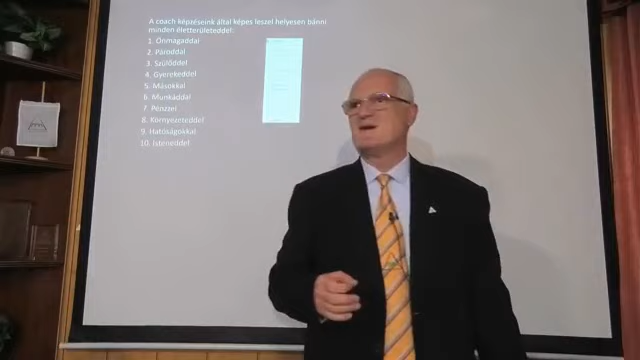 A coach képzéseink által képes leszel helyesen bánni
minden életterületeddel:
1. Önmagaddal
2. Pároddal
3. Szülőddel
4. Gyerekeddel
5. Másokkal
6. Munkáddal
7. Pénzzel
8. Környezeteddel
9. Hatóságokkal
10. Isteneddel